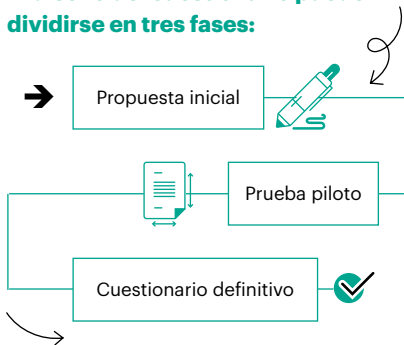 dividirse en tres fases:
Propuesta inicial
Prueba piloto
Cuestionario definitivo